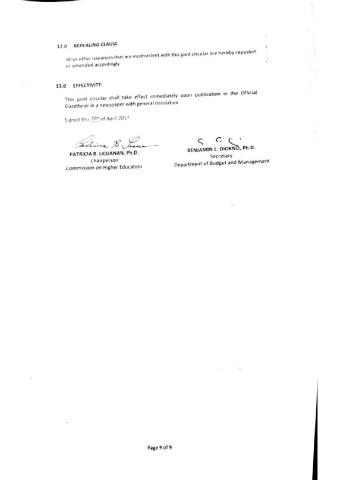 12.0 REPEALING CLAUSE
All or other issuances that are inconsistent with this joint circular are hereby repealed
or amended accordingly
13.0 EFFECTIVITY
This joint circular shall take effect immediately upon publication in the Official
Gazette or in a newspaper with general circulation.
Signed this of April 2017
PATRICIA B. LICUANAN, Ph.D.
Chairperson
Commission on Higher Education
BENJAMIN E. DIOKNO, Ph.D.
Secretary
Department of Budget and Management
Page 9 of 9